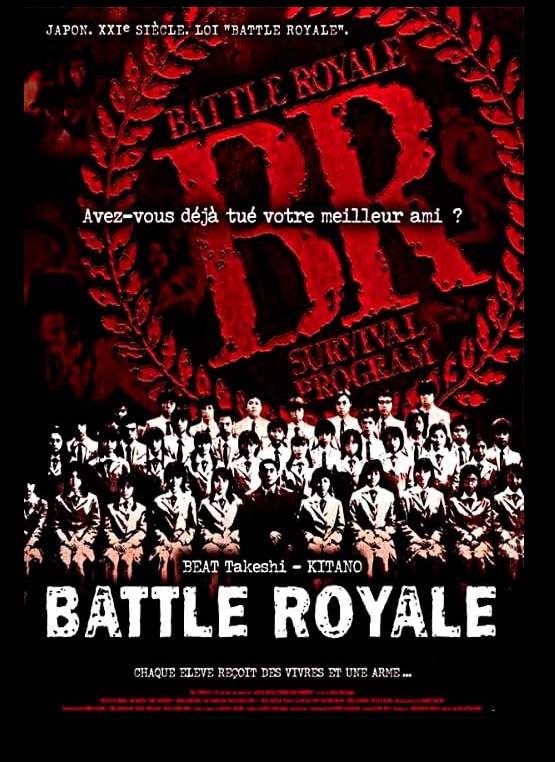 JAPON. XXIe SIÈCLE. LOI "BATTLE ROYALE".
BATTLE ROYALE
BR
Avez-vous déjà tué votre meilleur ami ?
SURVIVAL
PROGRAM
BEAT Takeshi - KITANO
BATTLE ROYALE
CHAQUE ELEVE REÇOIT DES VIVRES ET UNE ARME...